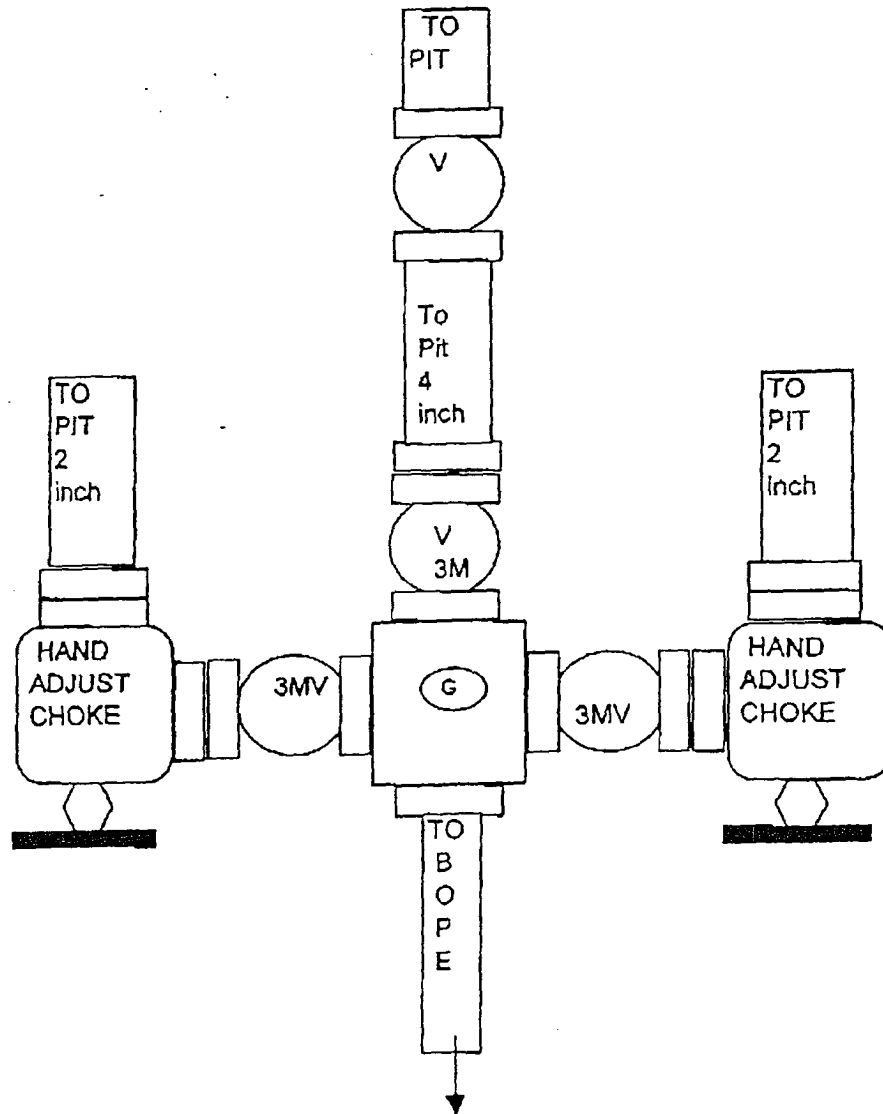 TO
PIT
V
To
Pit
4
inch
TO
PIT
2
inch
TO
PIT
2
inch
V
3M
HAND
ADJUST
CHOKE
3MV
G
3MV
HAND
ADJUST
CHOKE
TO
B
O
P
E